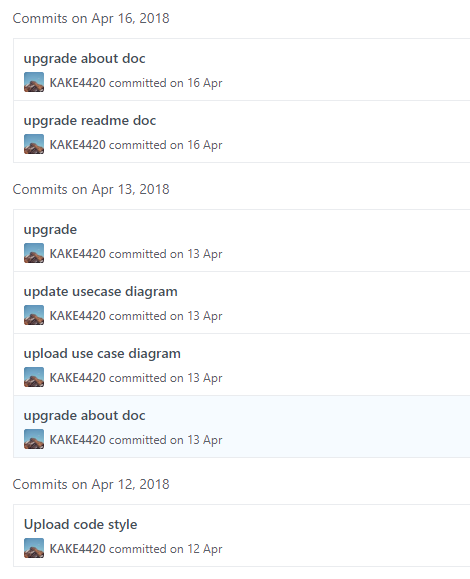 Commits on Apr 16, 2018
upgrade about doc
KAKE4420 committed on 16 Apr
upgrade readme doc
KAKE4420 committed on 16 Apr
Commits on Apr 13, 2018
upgrade
KAKE4420 committed on 13 Apr
update usecase diagram
KAKE4420 committed on 13 Apr
upload use case diagram
KAKE4420 committed on 13 Apr
upgrade about doc
KAKE4420 committed on 13 Apr
Commits on Apr 12, 2018
Upload code style
KAKE4420 committed on 12 Apr